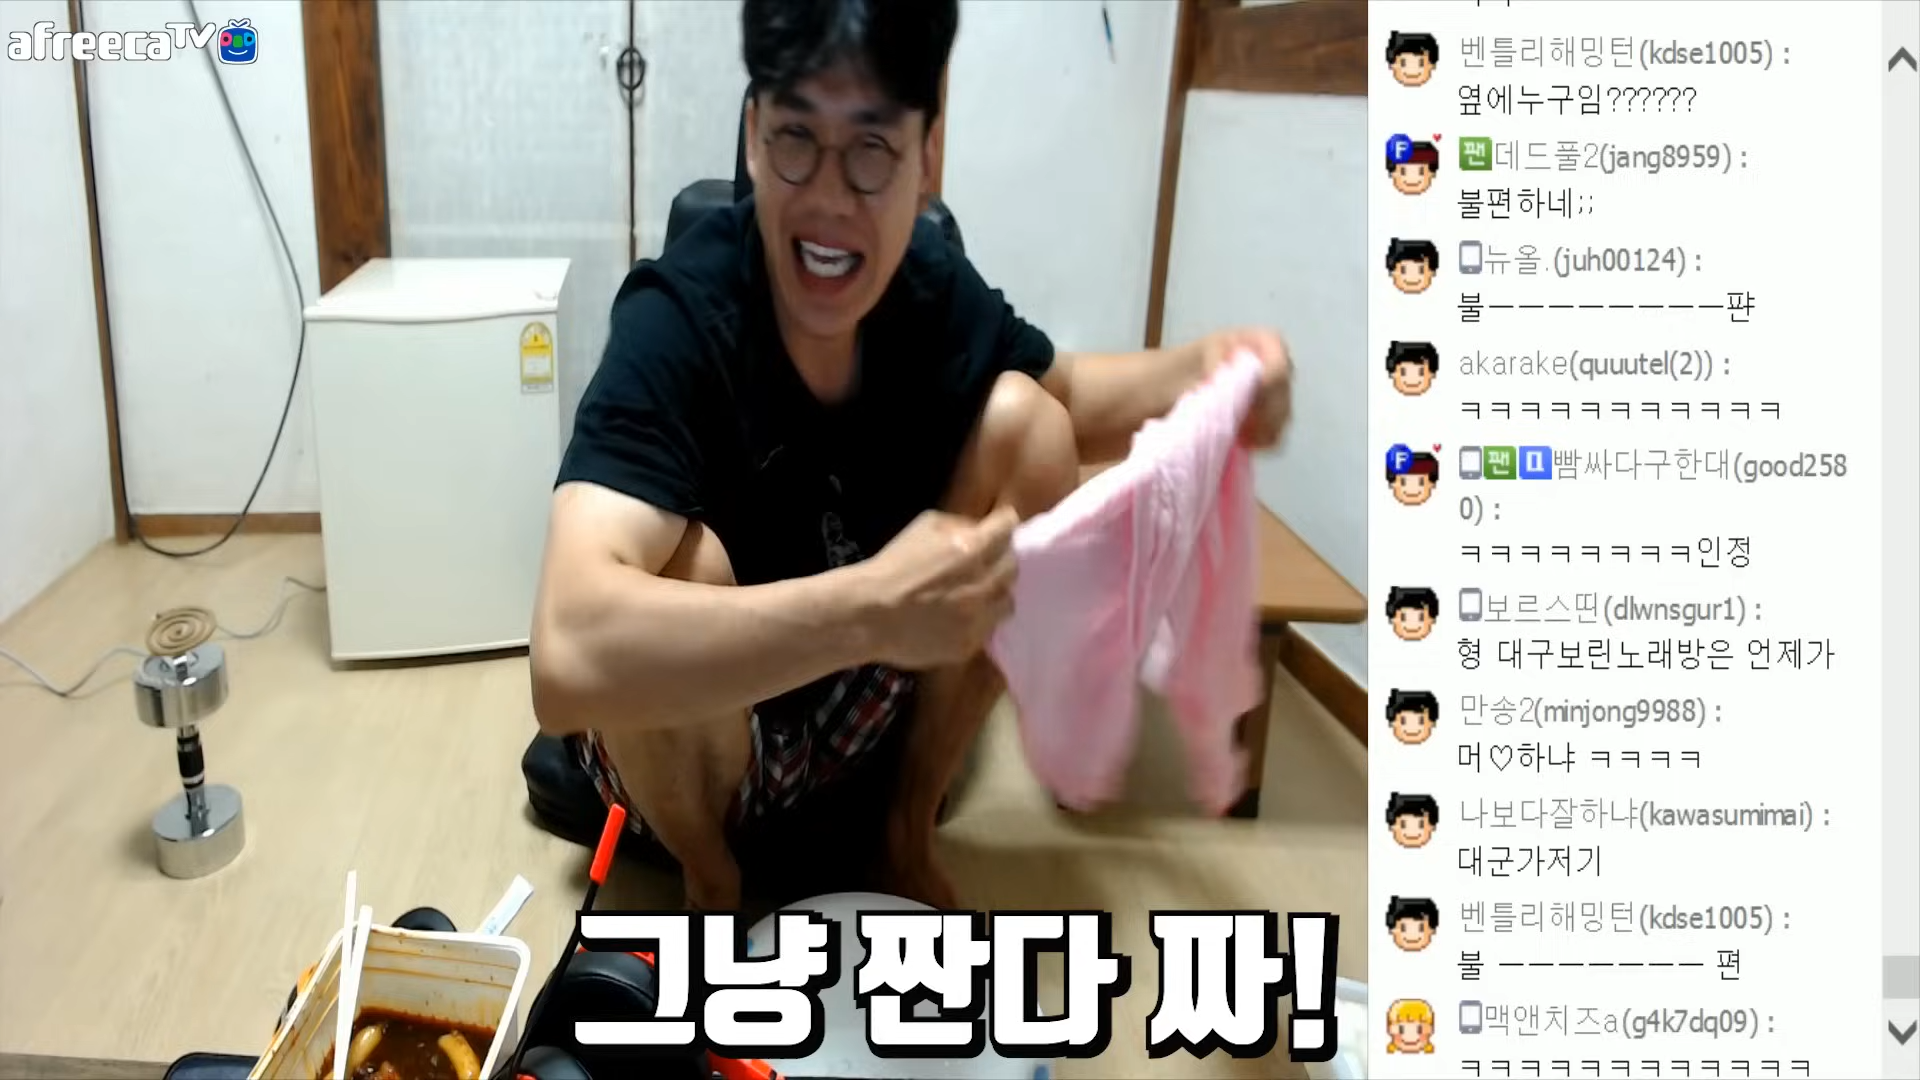 afreecaTV
벤틀리해밍턴(kdse1005) :
옆에누구임??????
팬데드풀2(jang8959) :
불편하네;;
뉴올.(juh00124) :
불ㅡㅡㅡㅡㅡㅡㅡㅡ퍈
akarake(quuutel(2)) :
ㅋㅋㅋㅋㅋㅋㅋㅋㅋㅋㅋ
팬빰싸다구한대(good258
0) :
ㅋㅋㅋㅋㅋㅋㅋㅋ인정
보르스띤(dlwnsgur1) :
형 대구보린노래방은 언제가
만송2(minjong9988) :
머♡하냐 ㅋㅋㅋㅋ
나보다잘하냐(kawasumimai) :
대군가저기
벤틀리해밍턴(kdse1005) :
불 ㅡㅡㅡㅡㅡㅡㅡ 편
맥앤치즈a(g4k7dq09) :
ㅋㅋㅋㅋㅋㅋㅋㅋㅋㅋㅋㅋ
그냥 짠다 짜!